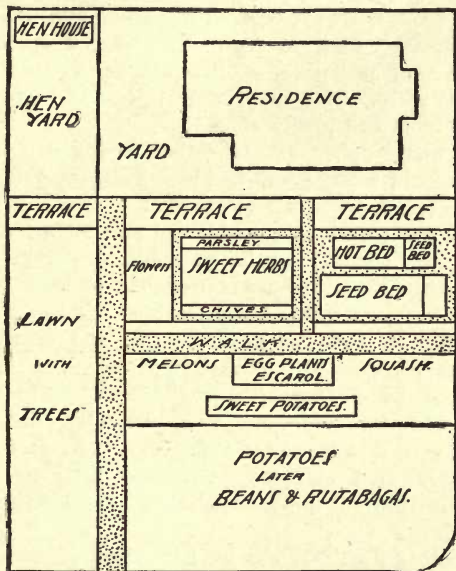 HEN HOUSE
HEN
YARD
RESIDENCE
YARD
TERRACE
TERRACE
TERRACE
Flowers
PARSLEY
SWEET HERBS
CHIVES.
HOT BED
SEED
BED
SEED BED
LAWN
WITH
TREES
WALK
MELONS
EGG PLANTS
ESCAROL.
SQUASH.
SWEET POTATOES.
POTATOES
LATER
BEANS & RUTABAGAS.